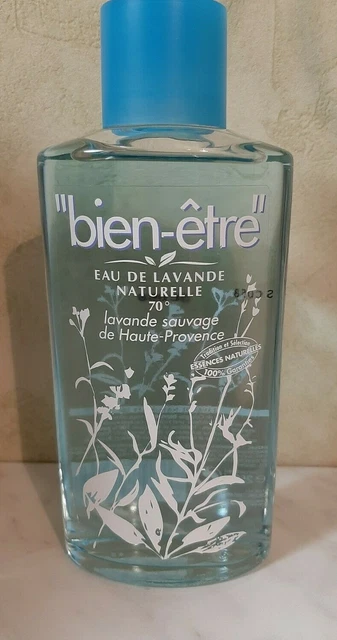 "bien-être"
EAU DE LAVANDE
NATURELLE
70°
lavande sauvage
de Haute-Provence
Tradition et Sélection
ESSENCES NATURELLES
100% Garanties